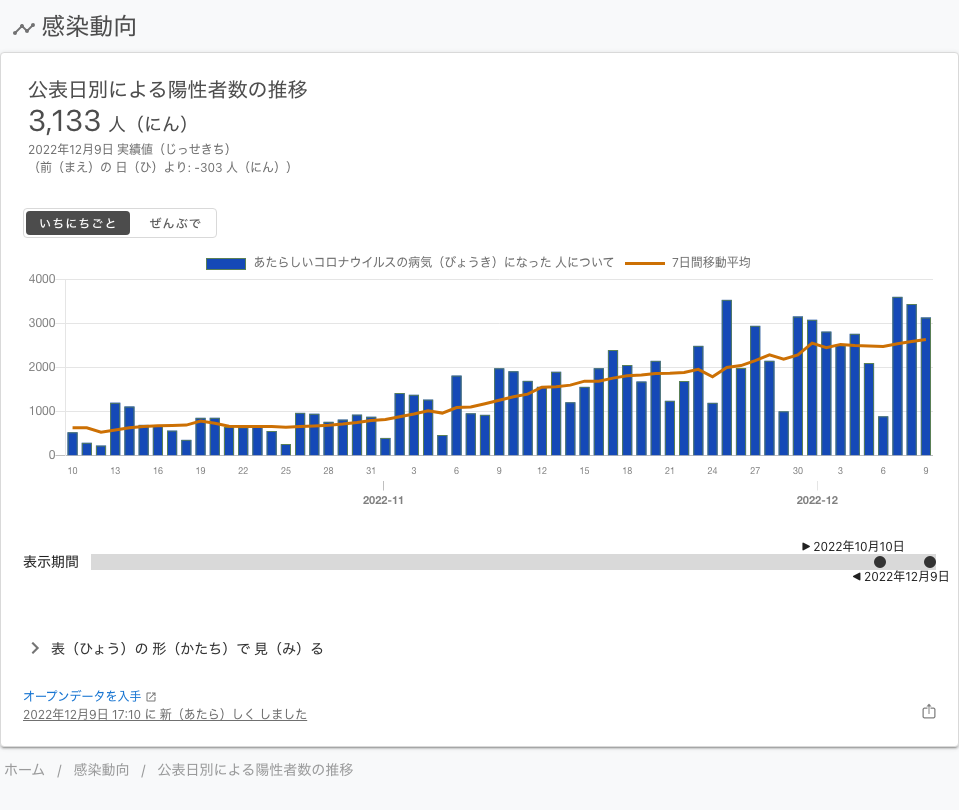 感染動向
公表日別による陽性者数の推移
3,133 人（にん）
2022年12月9日 実績値（じっせきち）
（前（まえ）の 日（ひ）より: -303 人（にん））
いちにちごと ぜんぶで
あたらしいコロナウイルスの病気（びょうき）になった 人について 7日間移動平均
4000
3000
2000
1000
0
10 13 16 19 22 25 28 31 3 6 9 12 15 18 21 24 27 30 3 6 9
2022-11 2022-12
▶ 2022年10月10日
表示期間
◀ 2022年12月9日
表（ひょう）の 形（かたち）で 見（み）る
オープンデータを入手
2022年12月9日 17:10 に 新（あたら）しく しました
ホーム / 感染動向 / 公表日別による陽性者数の推移